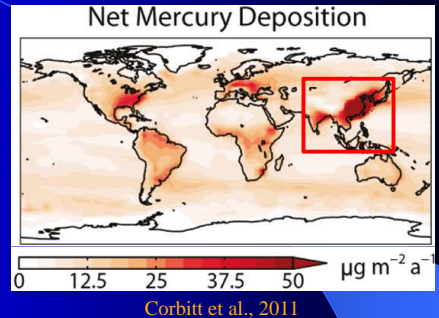 Net Mercury Deposition
0 12.5 25 37.5 50 μg m⁻² a⁻¹
Corbitt et al., 2011